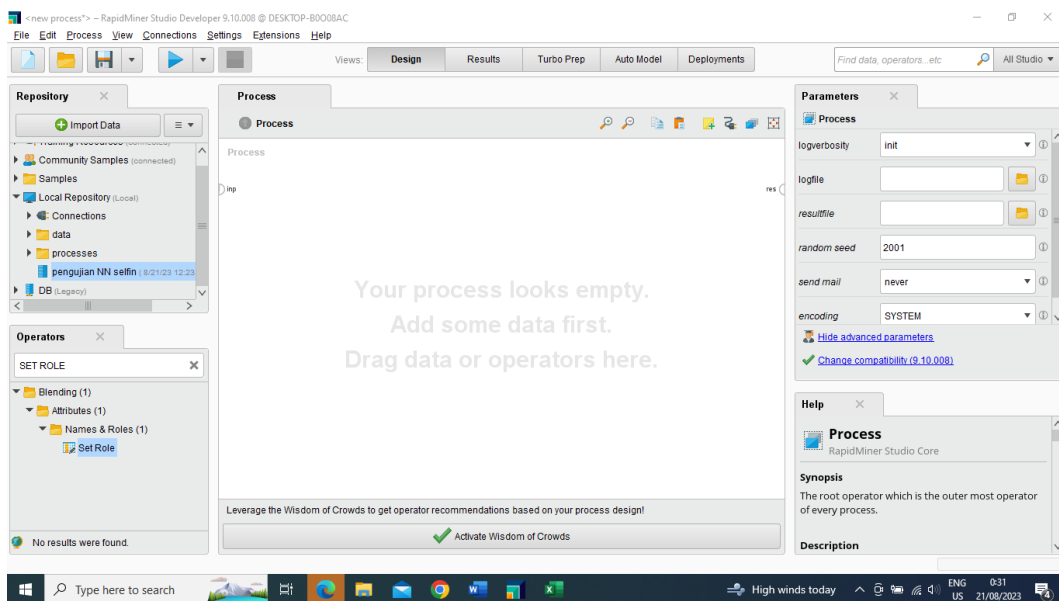 <new process*> – RapidMiner Studio Developer 9.10.008 @ DESKTOP-B0O08AC
File Edit Process View Connections Settings Extensions Help
Views: Design Results Turbo Prep Auto Model Deployments
Find data, operators...etc
All Studio
Repository
Import Data
Training Resources (connected)
Community Samples (connected)
Samples
Local Repository (Local)
Connections
data
processes
pengujian NN selfin ( 8/21/23 12:23
DB (Legacy)
Operators
SET ROLE
Blending (1)
Attributes (1)
Names & Roles (1)
Set Role
No results were found.
Process
Process
Process
inp
res
Your process looks empty.
Add some data first.
Drag data or operators here.
Leverage the Wisdom of Crowds to get operator recommendations based on your process design!
Activate Wisdom of Crowds
Parameters
Process
logverbosity init
logfile
resultfile
random seed 2001
send mail never
encoding SYSTEM
Hide advanced parameters
Change compatibility (9.10.008)
Help
Process
RapidMiner Studio Core
Synopsis
The root operator which is the outer most operator
of every process.
Description
Type here to search
High winds today
ENG
US
0:31
21/08/2023
4